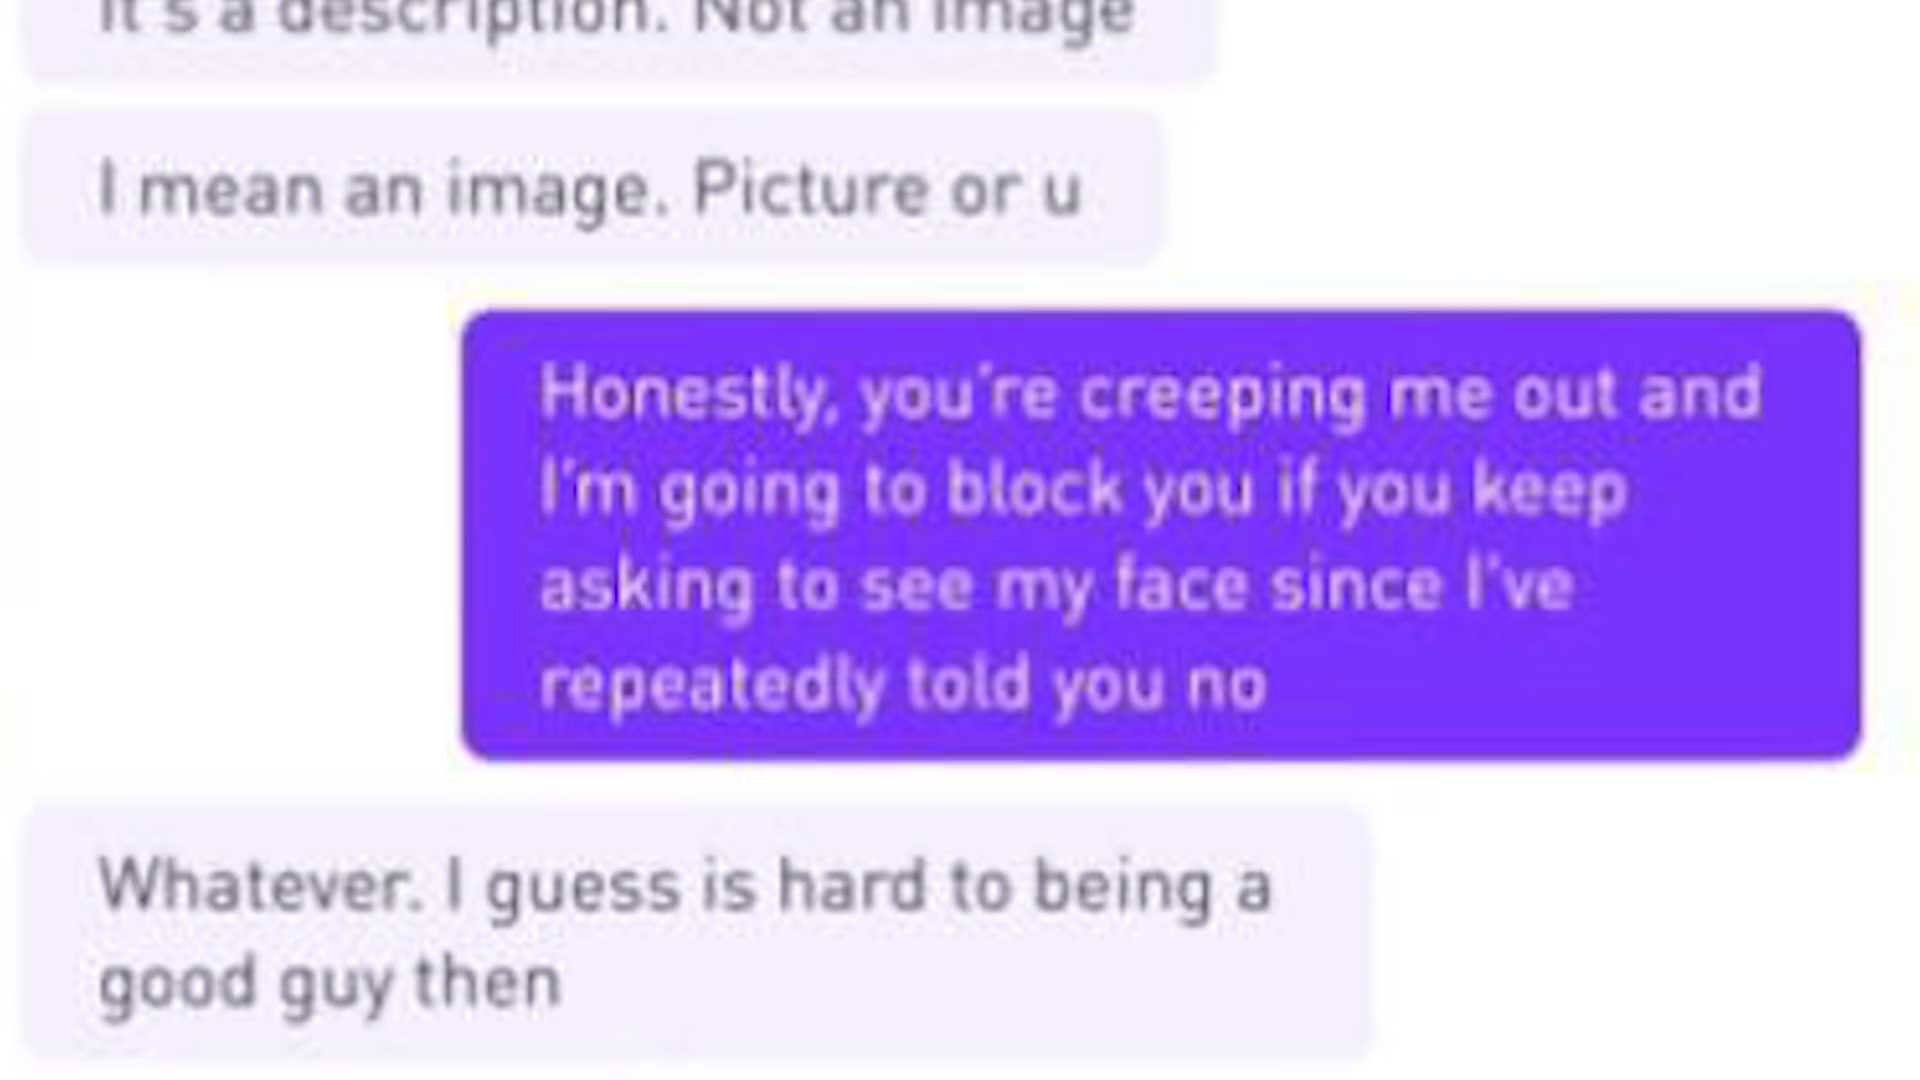 It's a description. Not an image
I mean an image. Picture or u
Honestly, you're creeping me out and
I'm going to block you if you keep
asking to see my face since I've
repeatedly told you no
Whatever. I guess is hard to being a
good guy then